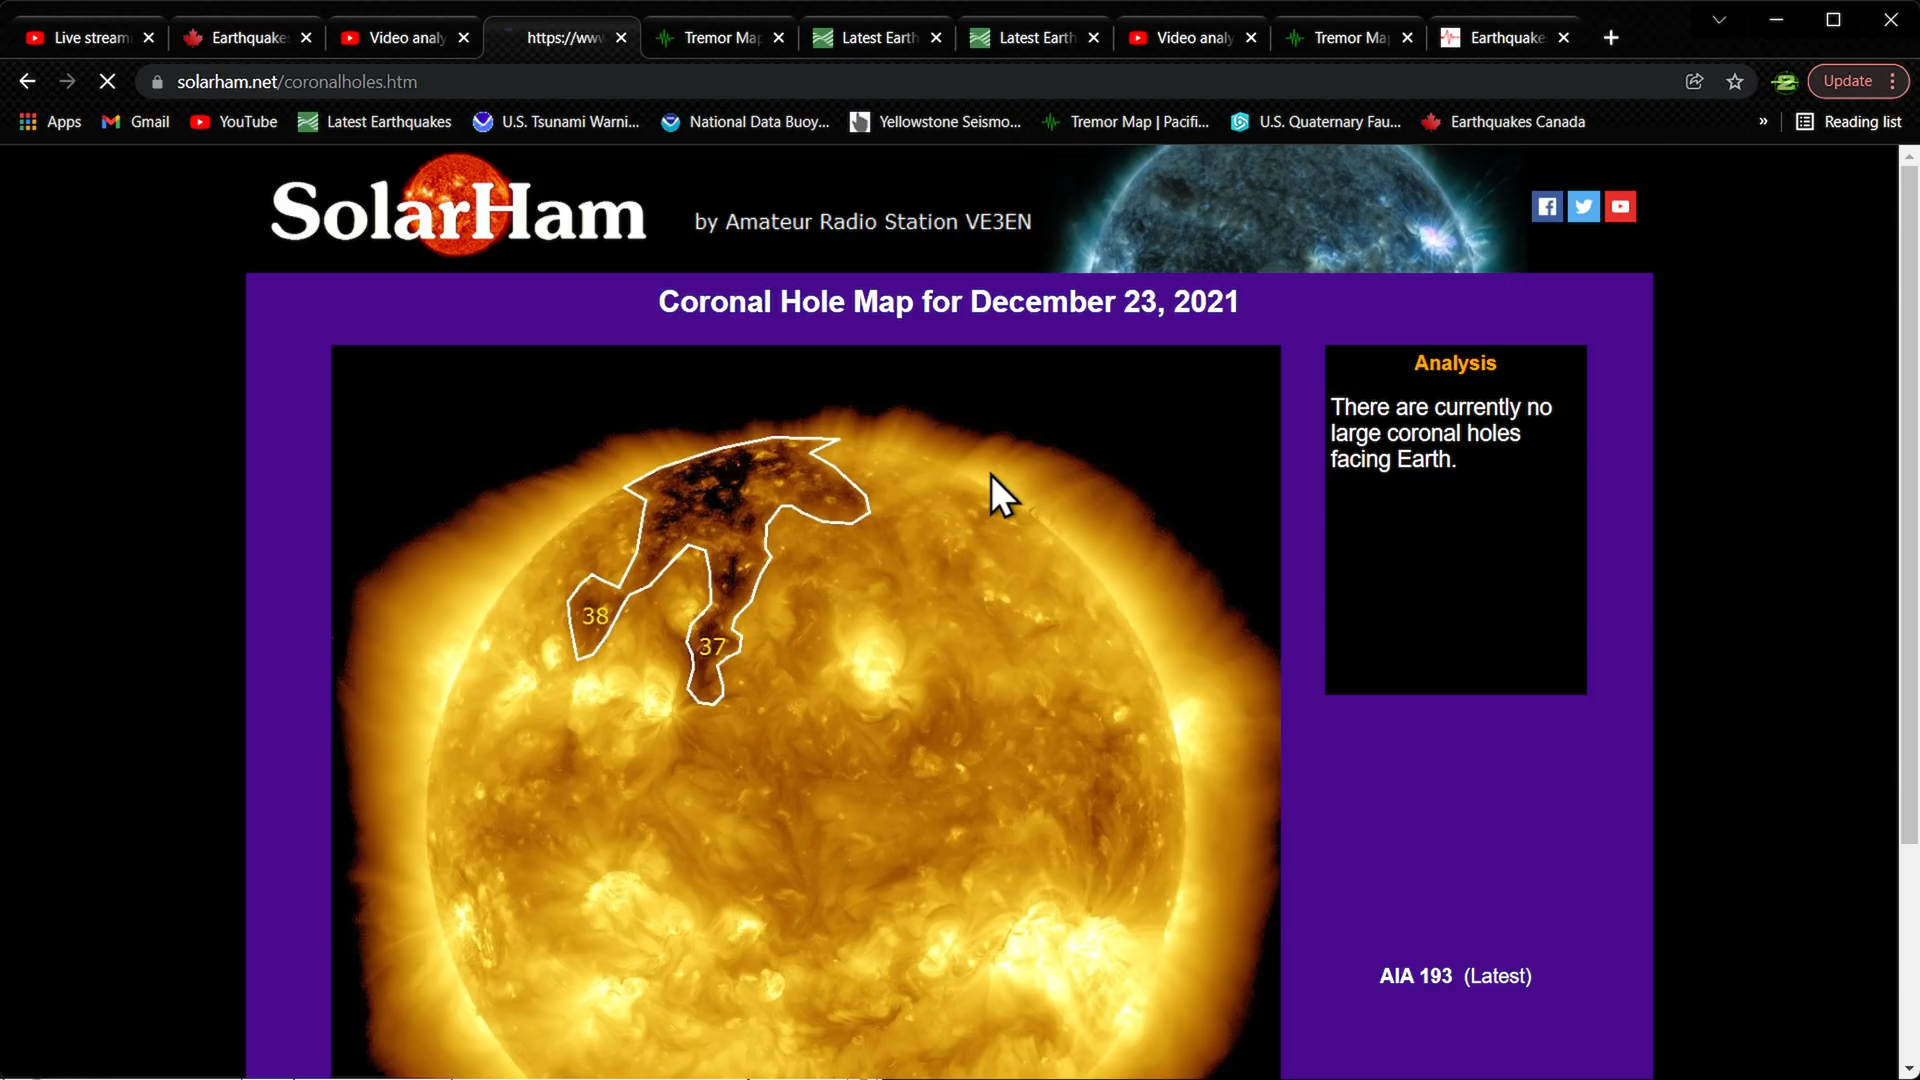 Live stream
Earthquake
Video analy
https://www
Tremor Ma
Latest Earth
Latest Earth
Video analy
Tremor Ma
Earthquake
solarham.net/coronalholes.htm
Update
Apps
Gmail
YouTube
Latest Earthquakes
U.S. Tsunami Warni...
National Data Buoy...
Yellowstone Seismo...
Tremor Map | Pacifi...
U.S. Quaternary Fau...
Earthquakes Canada
»
Reading list
SolarHam
by Amateur Radio Station VE3EN
Coronal Hole Map for December 23, 2021
Analysis
There are currently no
large coronal holes
facing Earth.
38
37
AIA 193 (Latest)